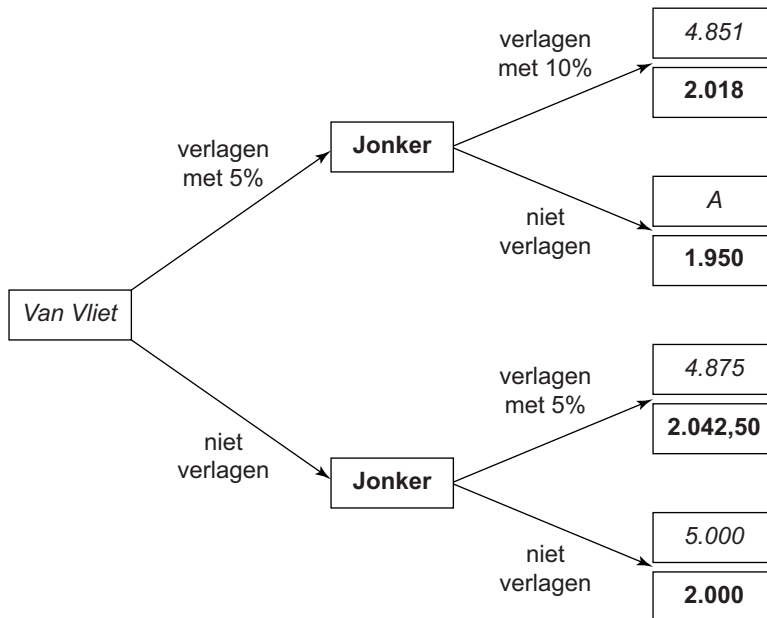 verlagen
met 10%
4.851
2.018
verlagen
met 5%
Jonker
niet
verlagen
A
1.950
Van Vliet
niet
verlagen
Jonker
verlagen
met 5%
4.875
2.042,50
niet
verlagen
5.000
2.000